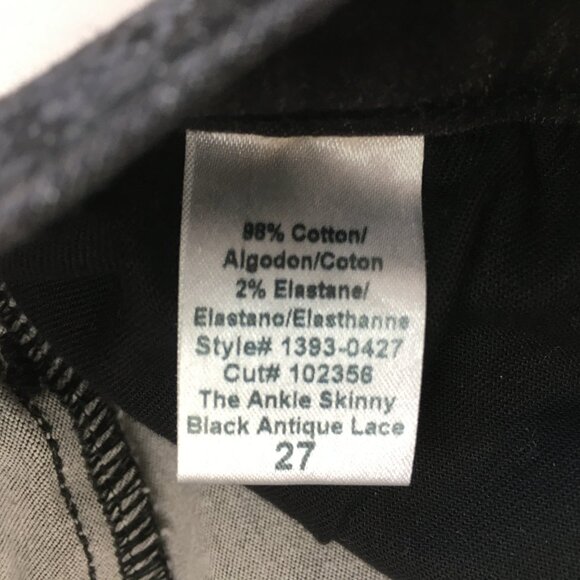 98% Cotton/
Algodon/Coton
2% Elastane/
Elastano/Elasthanne
Style# 1393-0427
Cut# 102356
The Ankle Skinny
Black Antique Lace
27